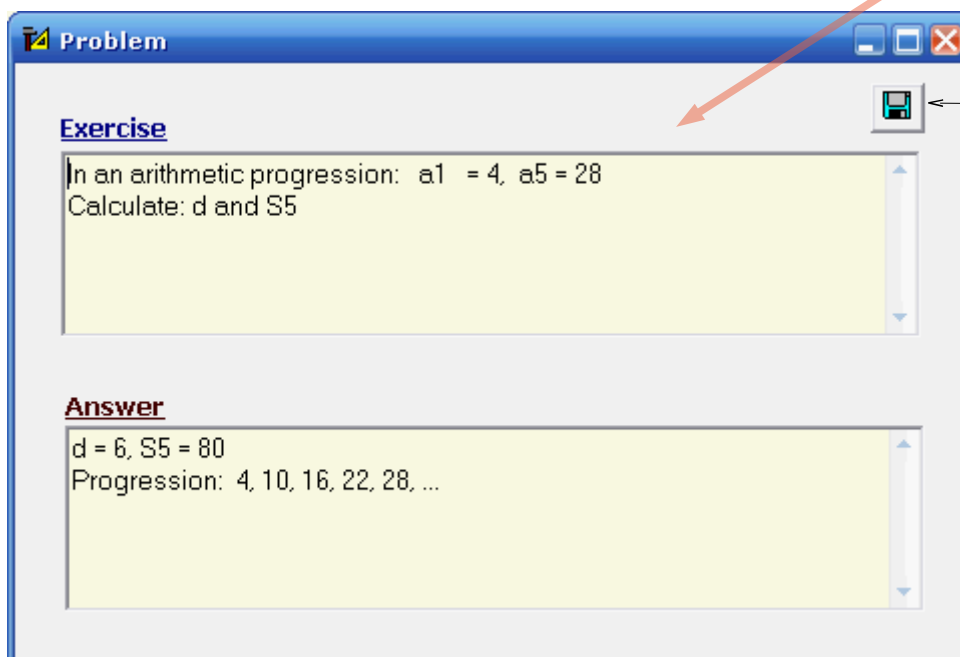 Problem
Exercise
In an arithmetic progression: a1 = 4, a5 = 28
Calculate: d and S5
Answer
d = 6, S5 = 80
Progression: 4, 10, 16, 22, 28, ...